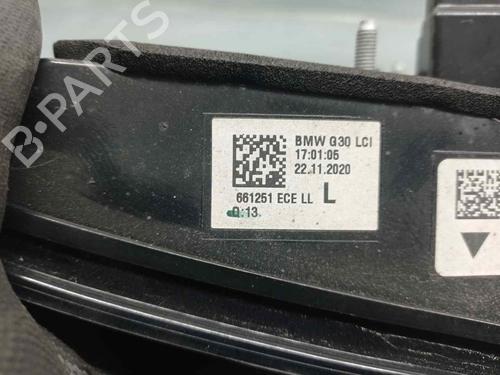 B-PARTS
BMW G30 LCI
17:01:05
22.11.2020
661251 ECE LL L
Q:13